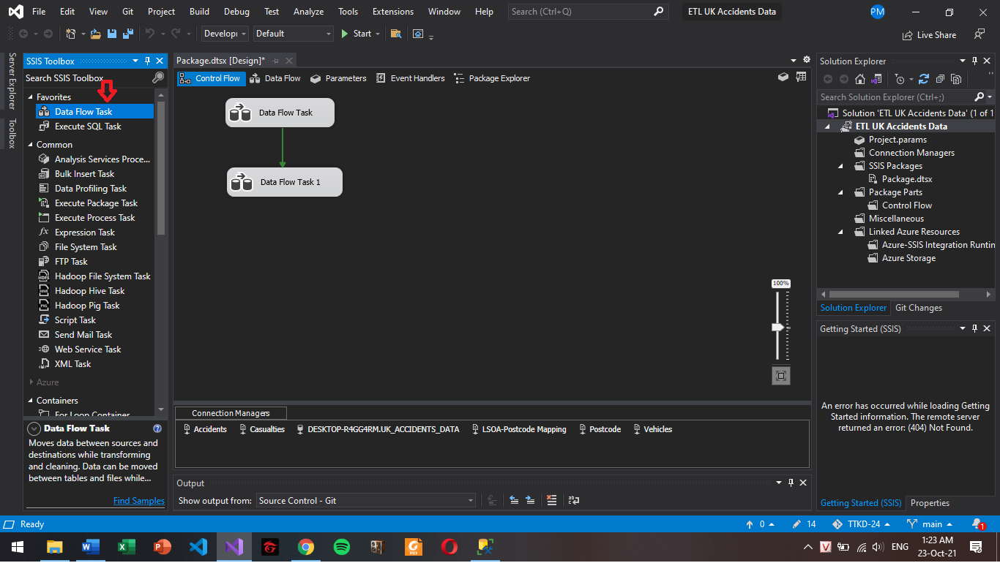 File Edit View Git Project Build Debug Test Analyze Tools Extensions Window Help Search (Ctrl+Q) ETL UK Accidents Data PM
Developr Default Start Live Share
Server Explorer
Toolbox
SSIS Toolbox
Search SSIS Toolbox
Favorites
Data Flow Task
Execute SQL Task
Common
Analysis Services Proce...
Bulk Insert Task
Data Profiling Task
Execute Package Task
Execute Process Task
Expression Task
File System Task
FTP Task
Hadoop File System Task
Hadoop Hive Task
Hadoop Pig Task
Script Task
Send Mail Task
Web Service Task
XML Task
Azure
Containers
For Loop Container
Data Flow Task
Moves data between sources and
destinations while transforming
and cleaning. Data can be moved
between tables and files while...
Find Samples
Package.dtsx [Design]*
Control Flow Data Flow Parameters Event Handlers Package Explorer
Data Flow Task
Data Flow Task 1
100%
Connection Managers
Accidents Casualties DESKTOP-R4GG4RM.UK_ACCIDENTS_DATA LSOA-Postcode Mapping Postcode Vehicles
Output
Show output from: Source Control - Git
Solution Explorer
Search Solution Explorer (Ctrl+;)
Solution 'ETL UK Accidents Data' (1 of 1
ETL UK Accidents Data
Project.params
Connection Managers
SSIS Packages
Package.dtsx
Package Parts
Control Flow
Miscellaneous
Linked Azure Resources
Azure-SSIS Integration Runtin
Azure Storage
Solution Explorer Git Changes
Getting Started (SSIS)
An error has occurred while loading Getting
Started information. The remote server
returned an error: (404) Not Found.
Getting Started (SSIS) Properties
Ready 0 14 TTKD-24 main 1
ENG 1:23 AM
23-Oct-21